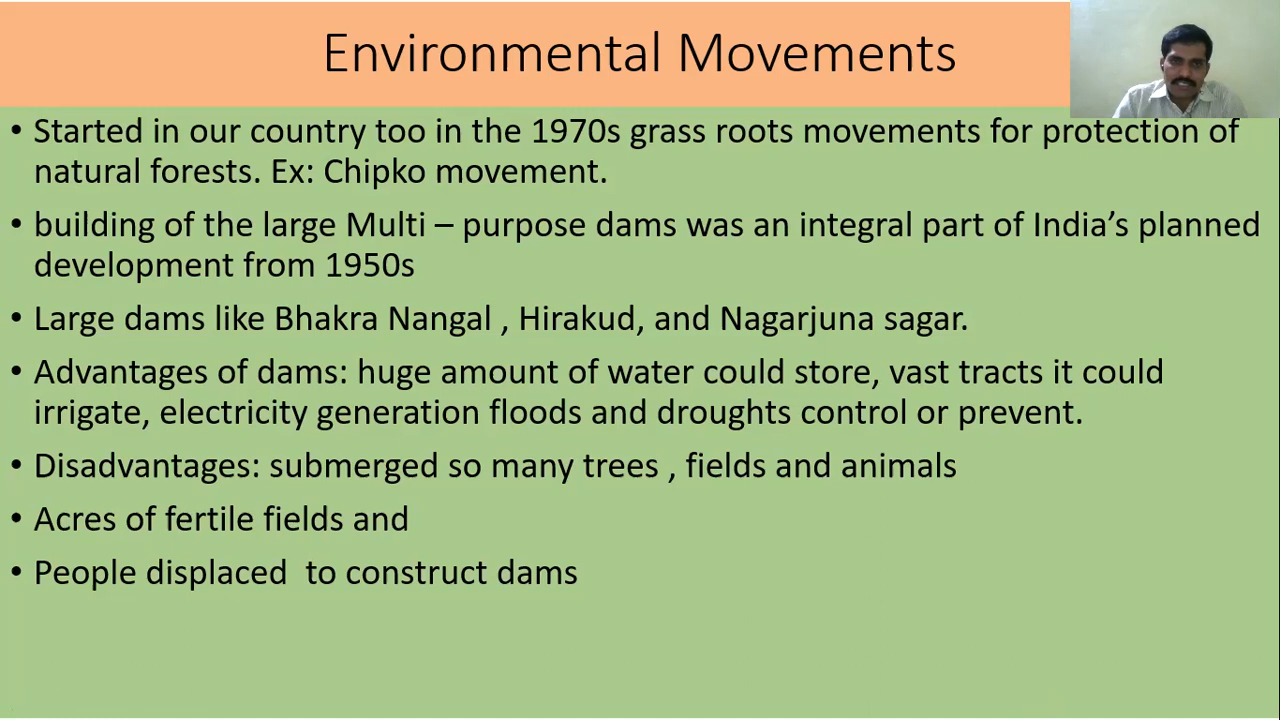 Environmental Movements
• Started in our country too in the 1970s grass roots movements for protection of
natural forests. Ex: Chipko movement.
• building of the large Multi – purpose dams was an integral part of India’s planned
development from 1950s
• Large dams like Bhakra Nangal , Hirakud, and Nagarjuna sagar.
• Advantages of dams: huge amount of water could store, vast tracts it could
irrigate, electricity generation floods and droughts control or prevent.
• Disadvantages: submerged so many trees , fields and animals
• Acres of fertile fields and
• People displaced  to construct dams